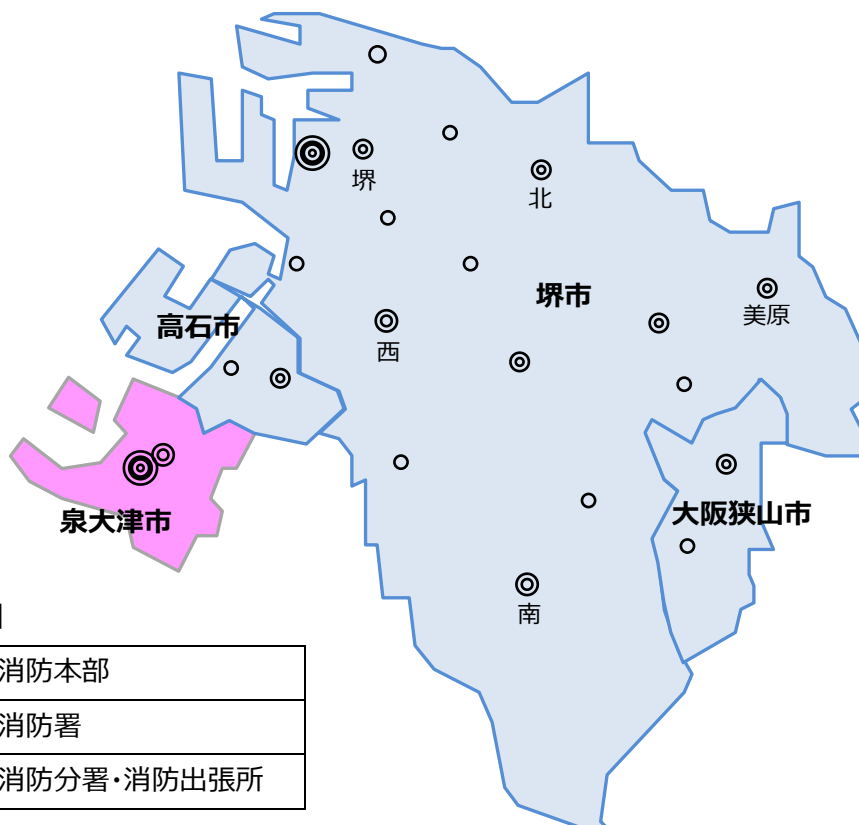 堺
北
堺市
美原
高石市
西
大阪狭山市
泉大津市
南
消防本部
消防署
消防分署・消防出張所